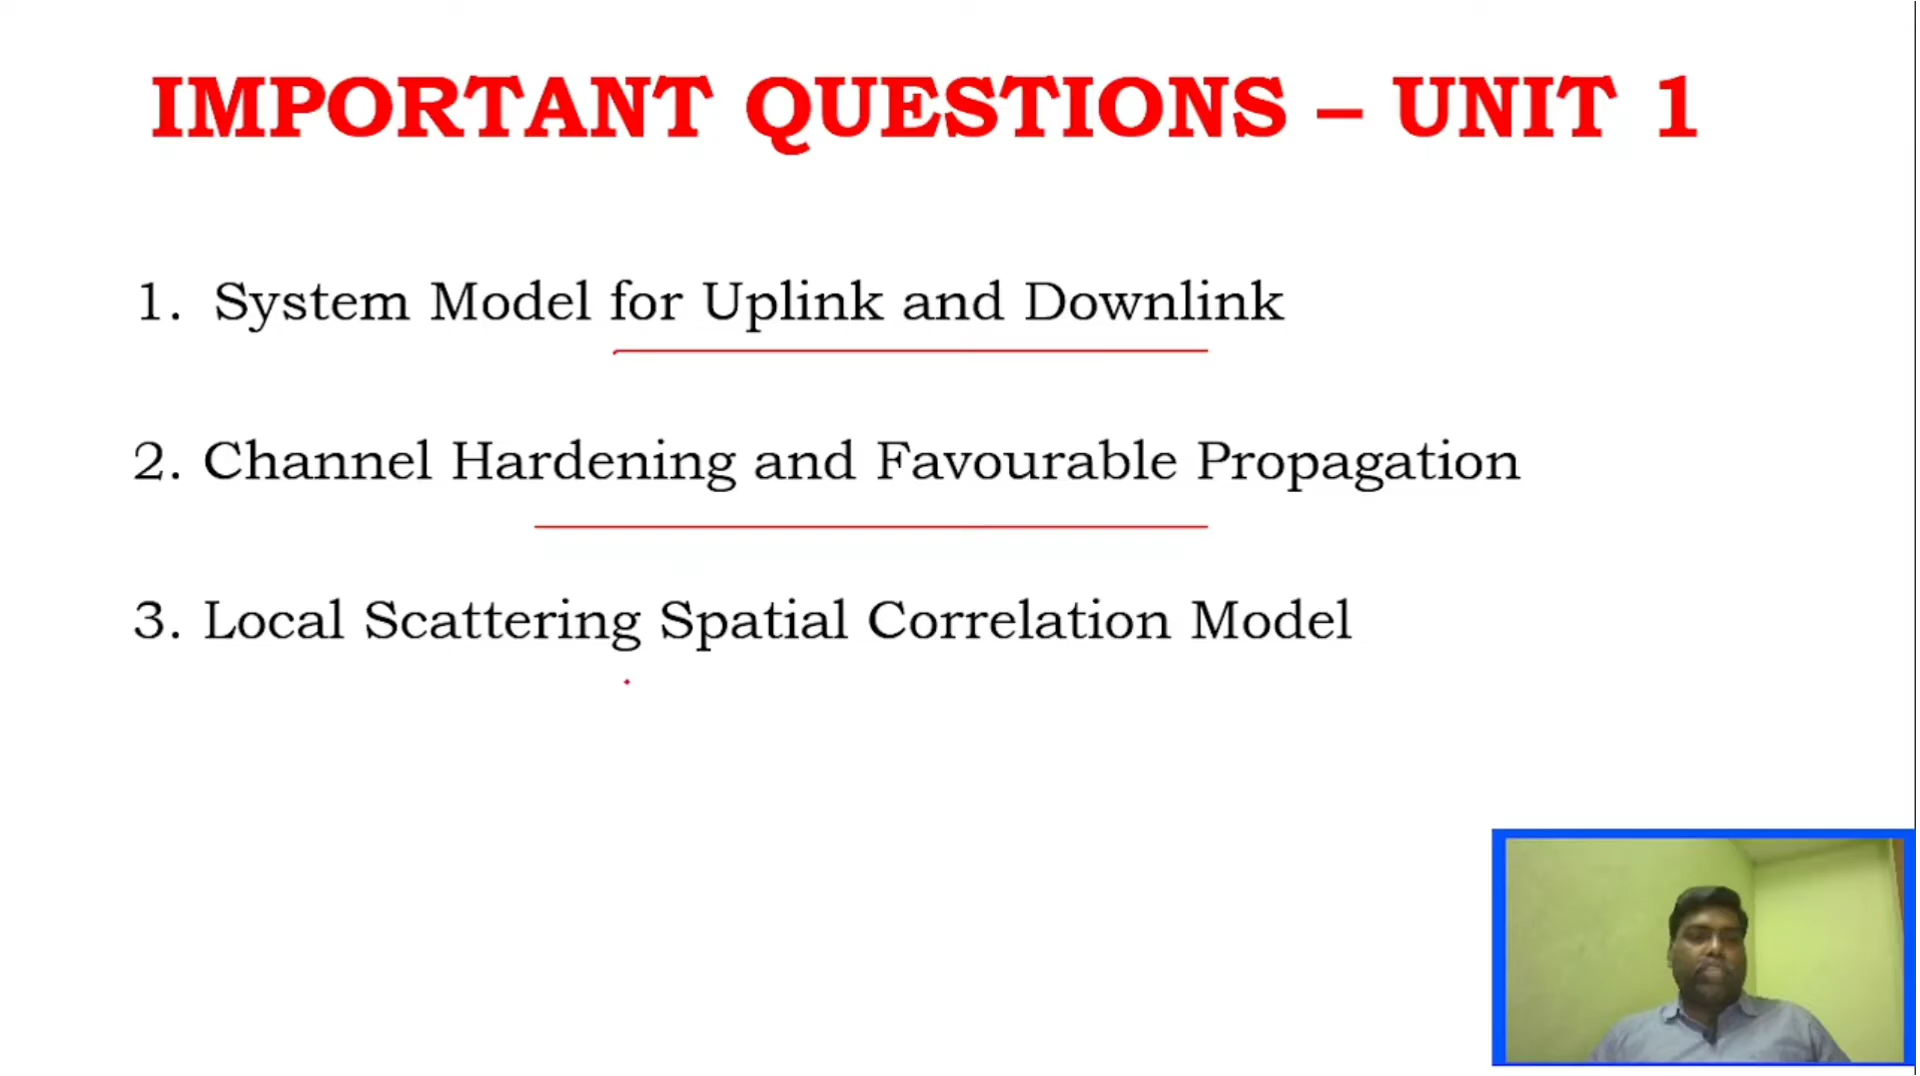 IMPORTANT QUESTIONS – UNIT 1
1. System Model for Uplink and Downlink
2. Channel Hardening and Favourable Propagation
3. Local Scattering Spatial Correlation Model